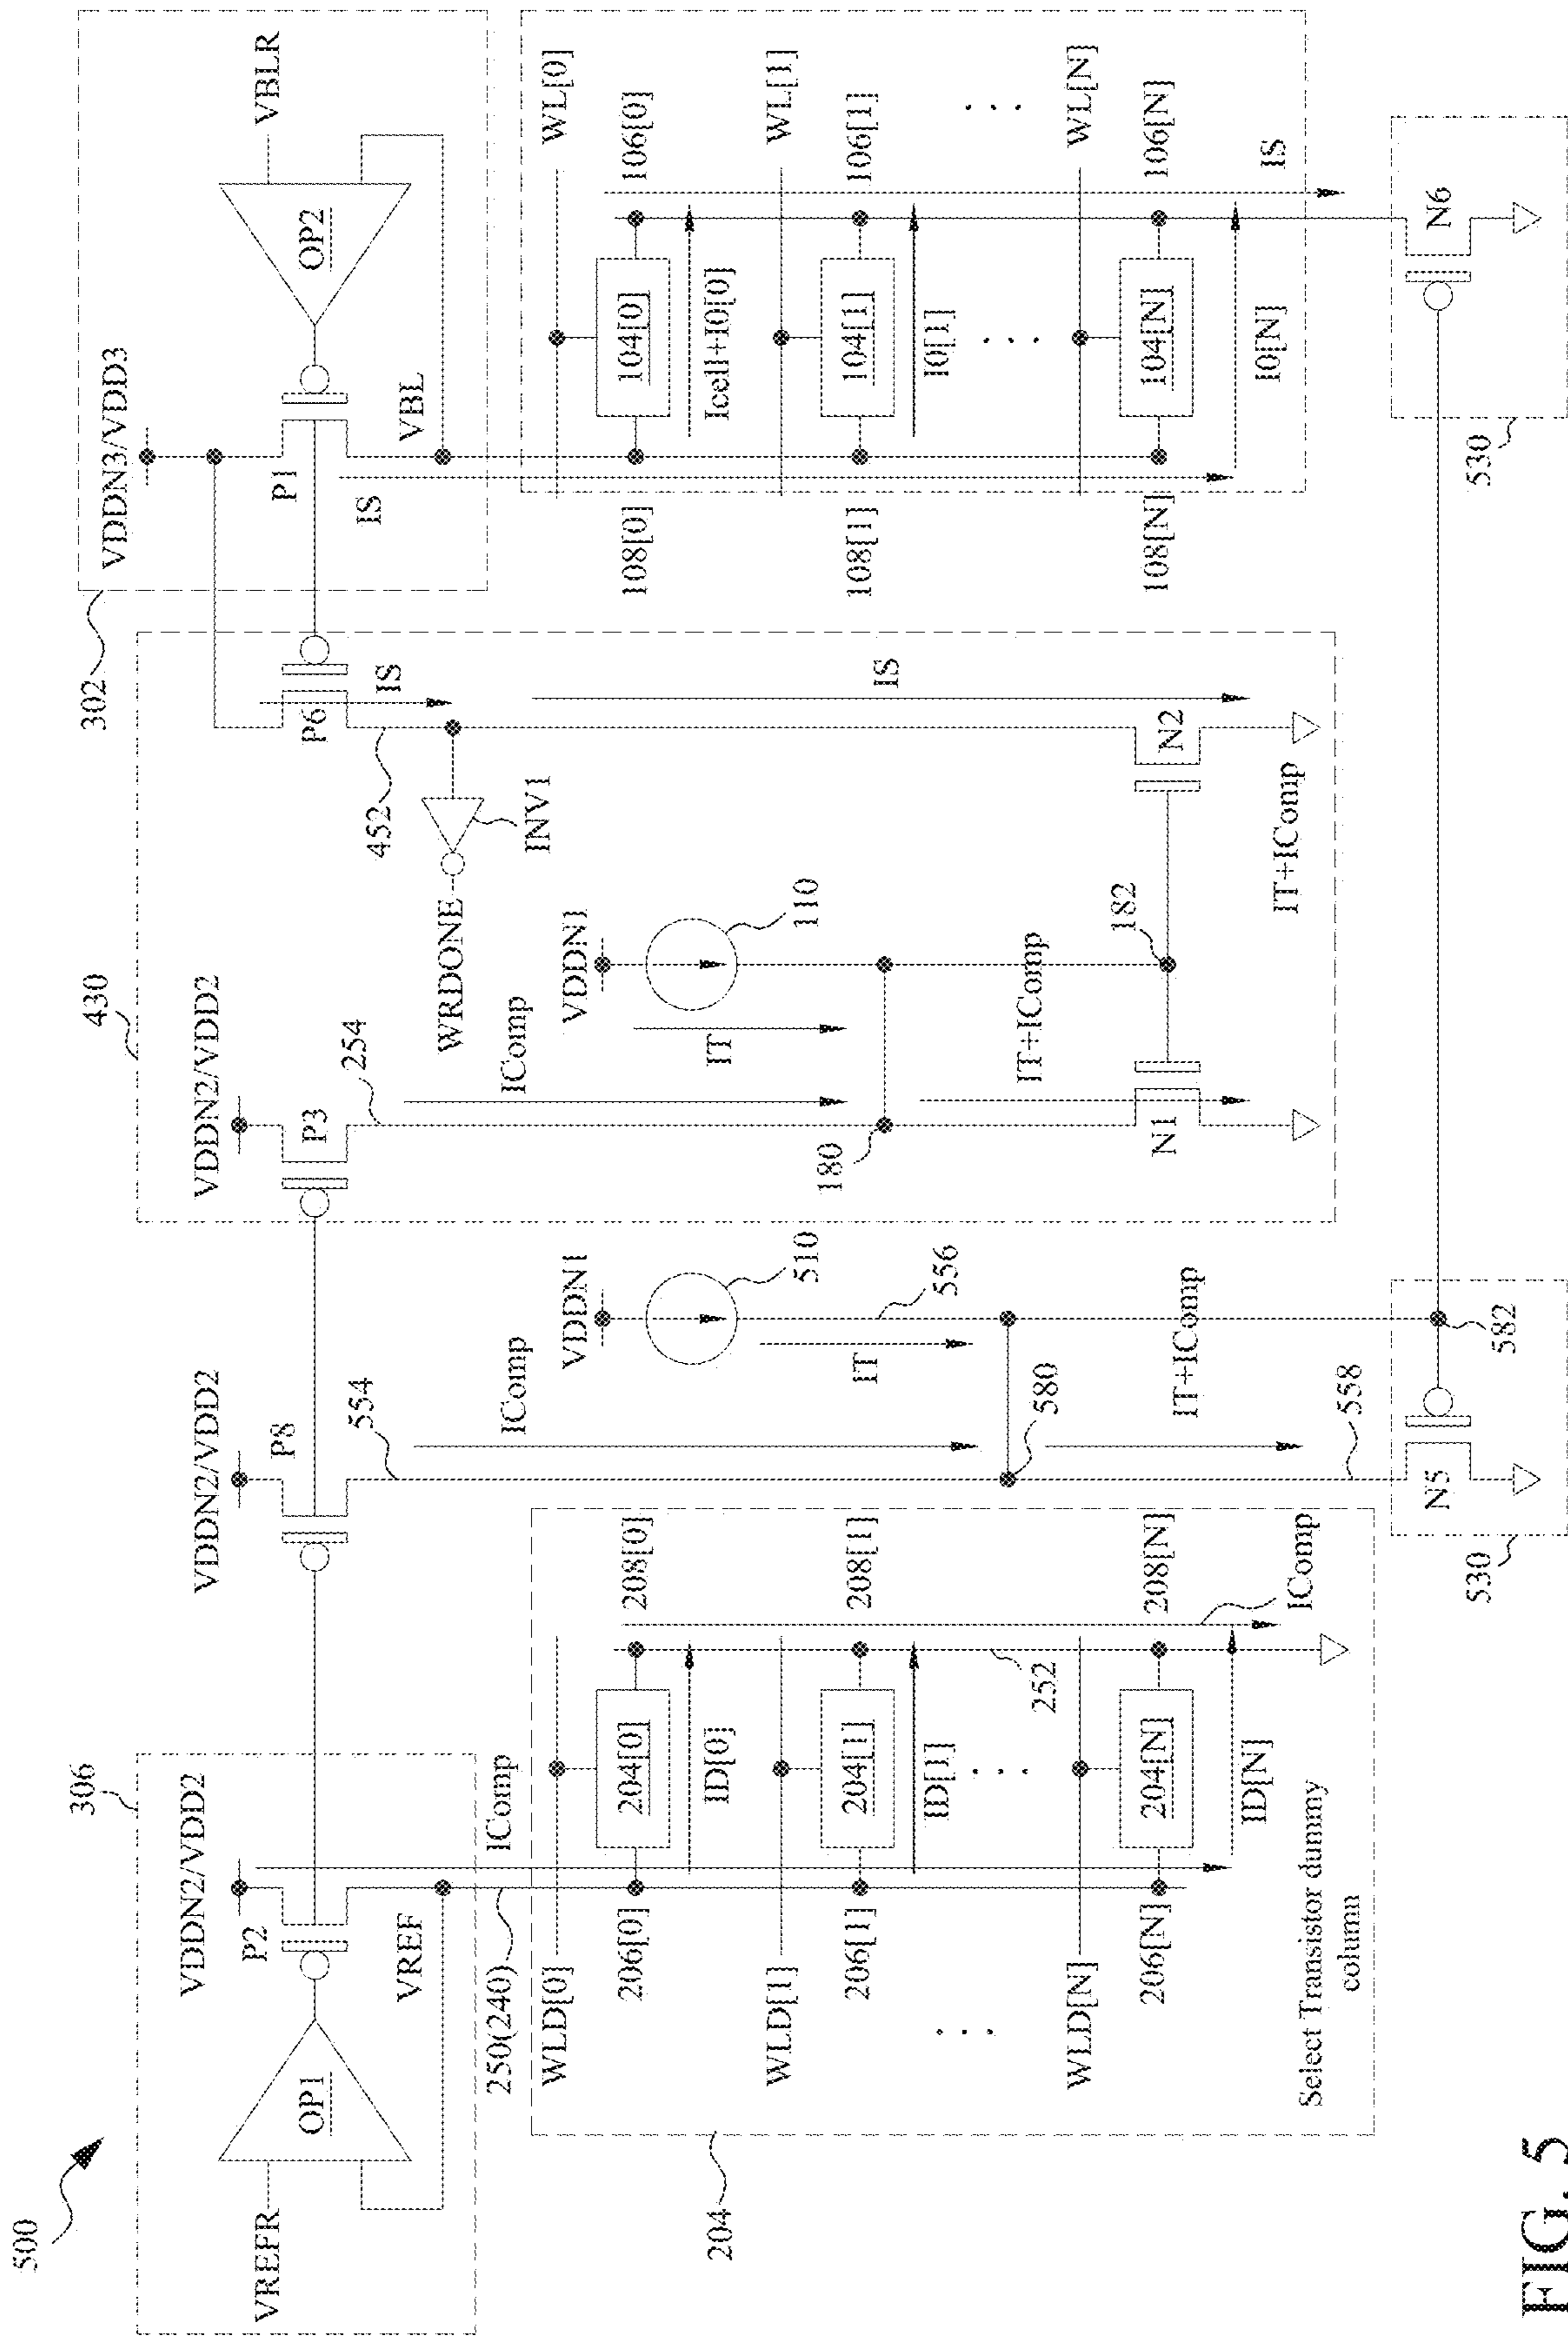 500
306
VREFR
OP1
VDDN2/VDD2
P2
VREF
250(240)
IComp
204
WLD[0]
206[0]
204[0]
208[0]
ID[0]
WLD[1]
206[1]
204[1]
208[1]
ID[1]
. . .
. . .
252
WLD[N]
206[N]
204[N]
208[N]
ID[N]
IComp
Select Transistor dummy
column
VDDN2/VDD2
P8
554
IComp
VDDN1
510
556
IT
580
IT+IComp
558
N5
582
530
430
VDDN2/VDD2
P3
254
IComp
WRDONE
INV1
452
P6
IS
VDDN1
110
IT
180
IT+IComp
182
N1
N2
IS
IT+IComp
302
VDDN3/VDD3
P1
IS
VBL
OP2
VBLR
WL[0]
108[0]
104[0]
106[0]
Icell+I0[0]
WL[1]
108[1]
104[1]
106[1]
I0[1]
. . .
. . .
WL[N]
108[N]
104[N]
106[N]
I0[N]
IS
N6
530
FIG. 5